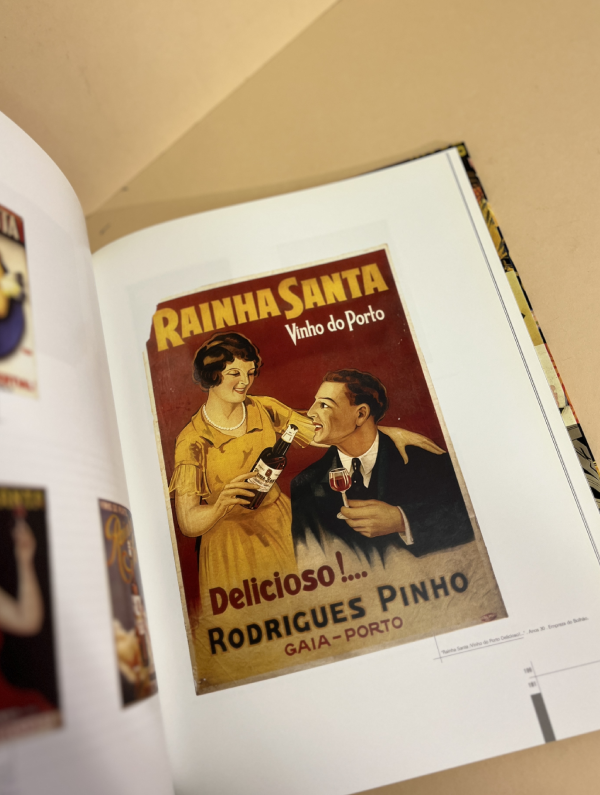 RAINHA SANTA
Vinho do Porto
Delicioso!....
RODRIGUES PINHO
GAIA-PORTO